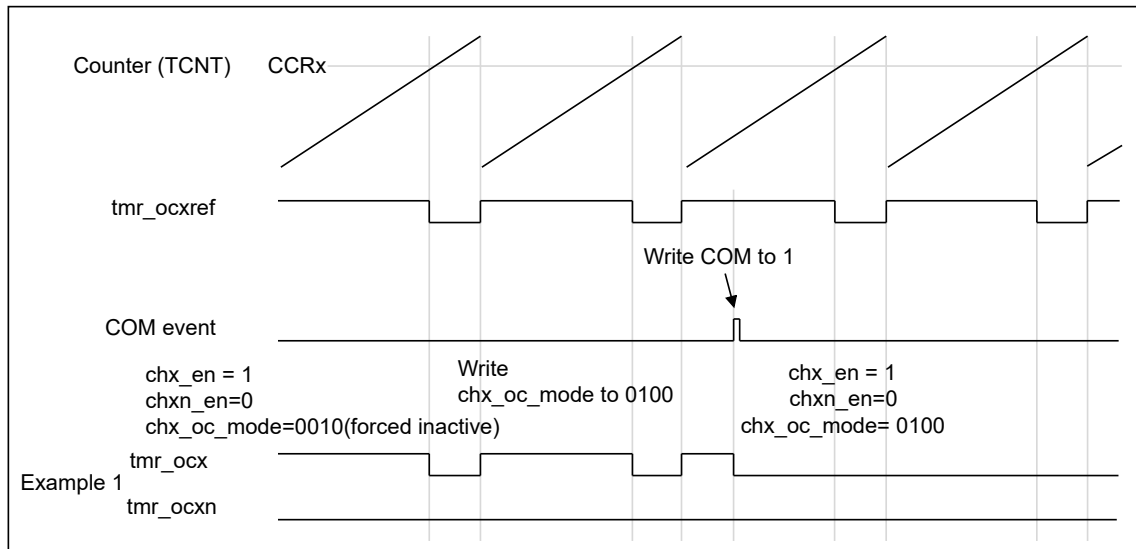 Counter (TCNT) CCRx
tmr_ocxref
Write COM to 1
COM event
chx_en = 1
chxn_en=0
chx_oc_mode=0010(forced inactive)
Write
chx_oc_mode to 0100
chx_en = 1
chxn_en=0
chx_oc_mode= 0100
tmr_ocx
Example 1
tmr_ocxn